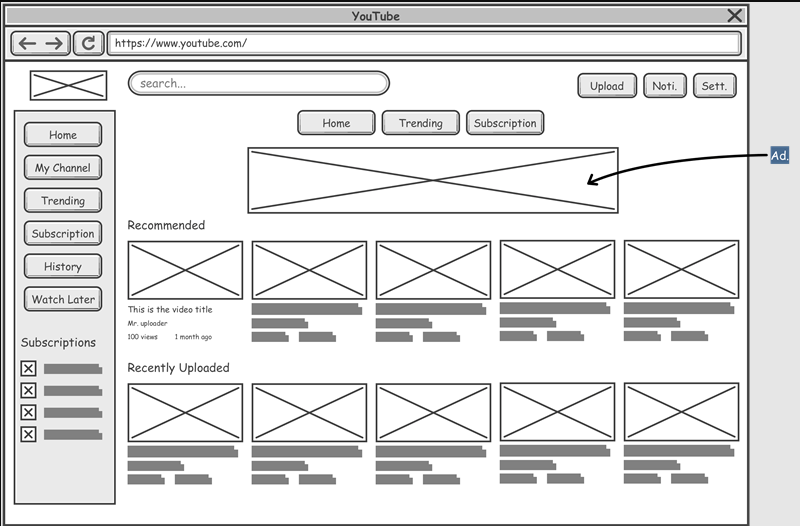 YouTube
https://www.youtube.com/
search...
Upload
Noti.
Sett.
Home
My Channel
Trending
Subscription
History
Watch Later
Subscriptions
Home
Trending
Subscription
Ad.
Recommended
This is the video title
Mr. uploader
100 views 1 month ago
Recently Uploaded